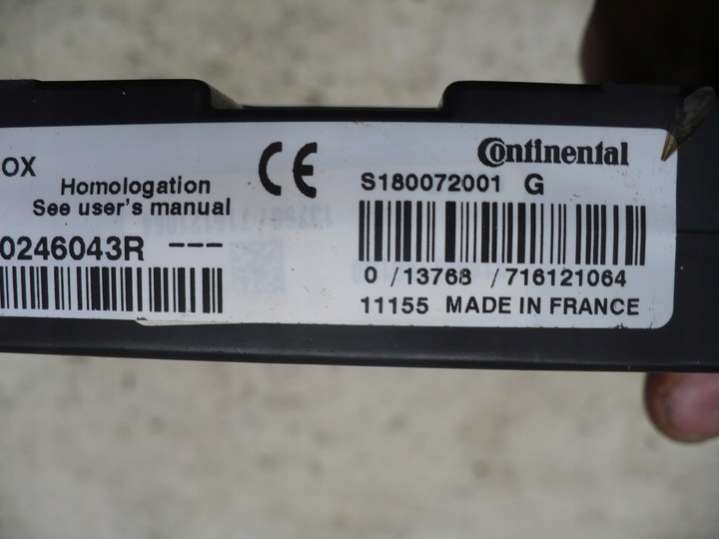 OX
Homologation
See user's manual
0246043R ---
CE
Continental
S180072001 G
0 / 13768 / 716121064
11155 MADE IN FRANCE